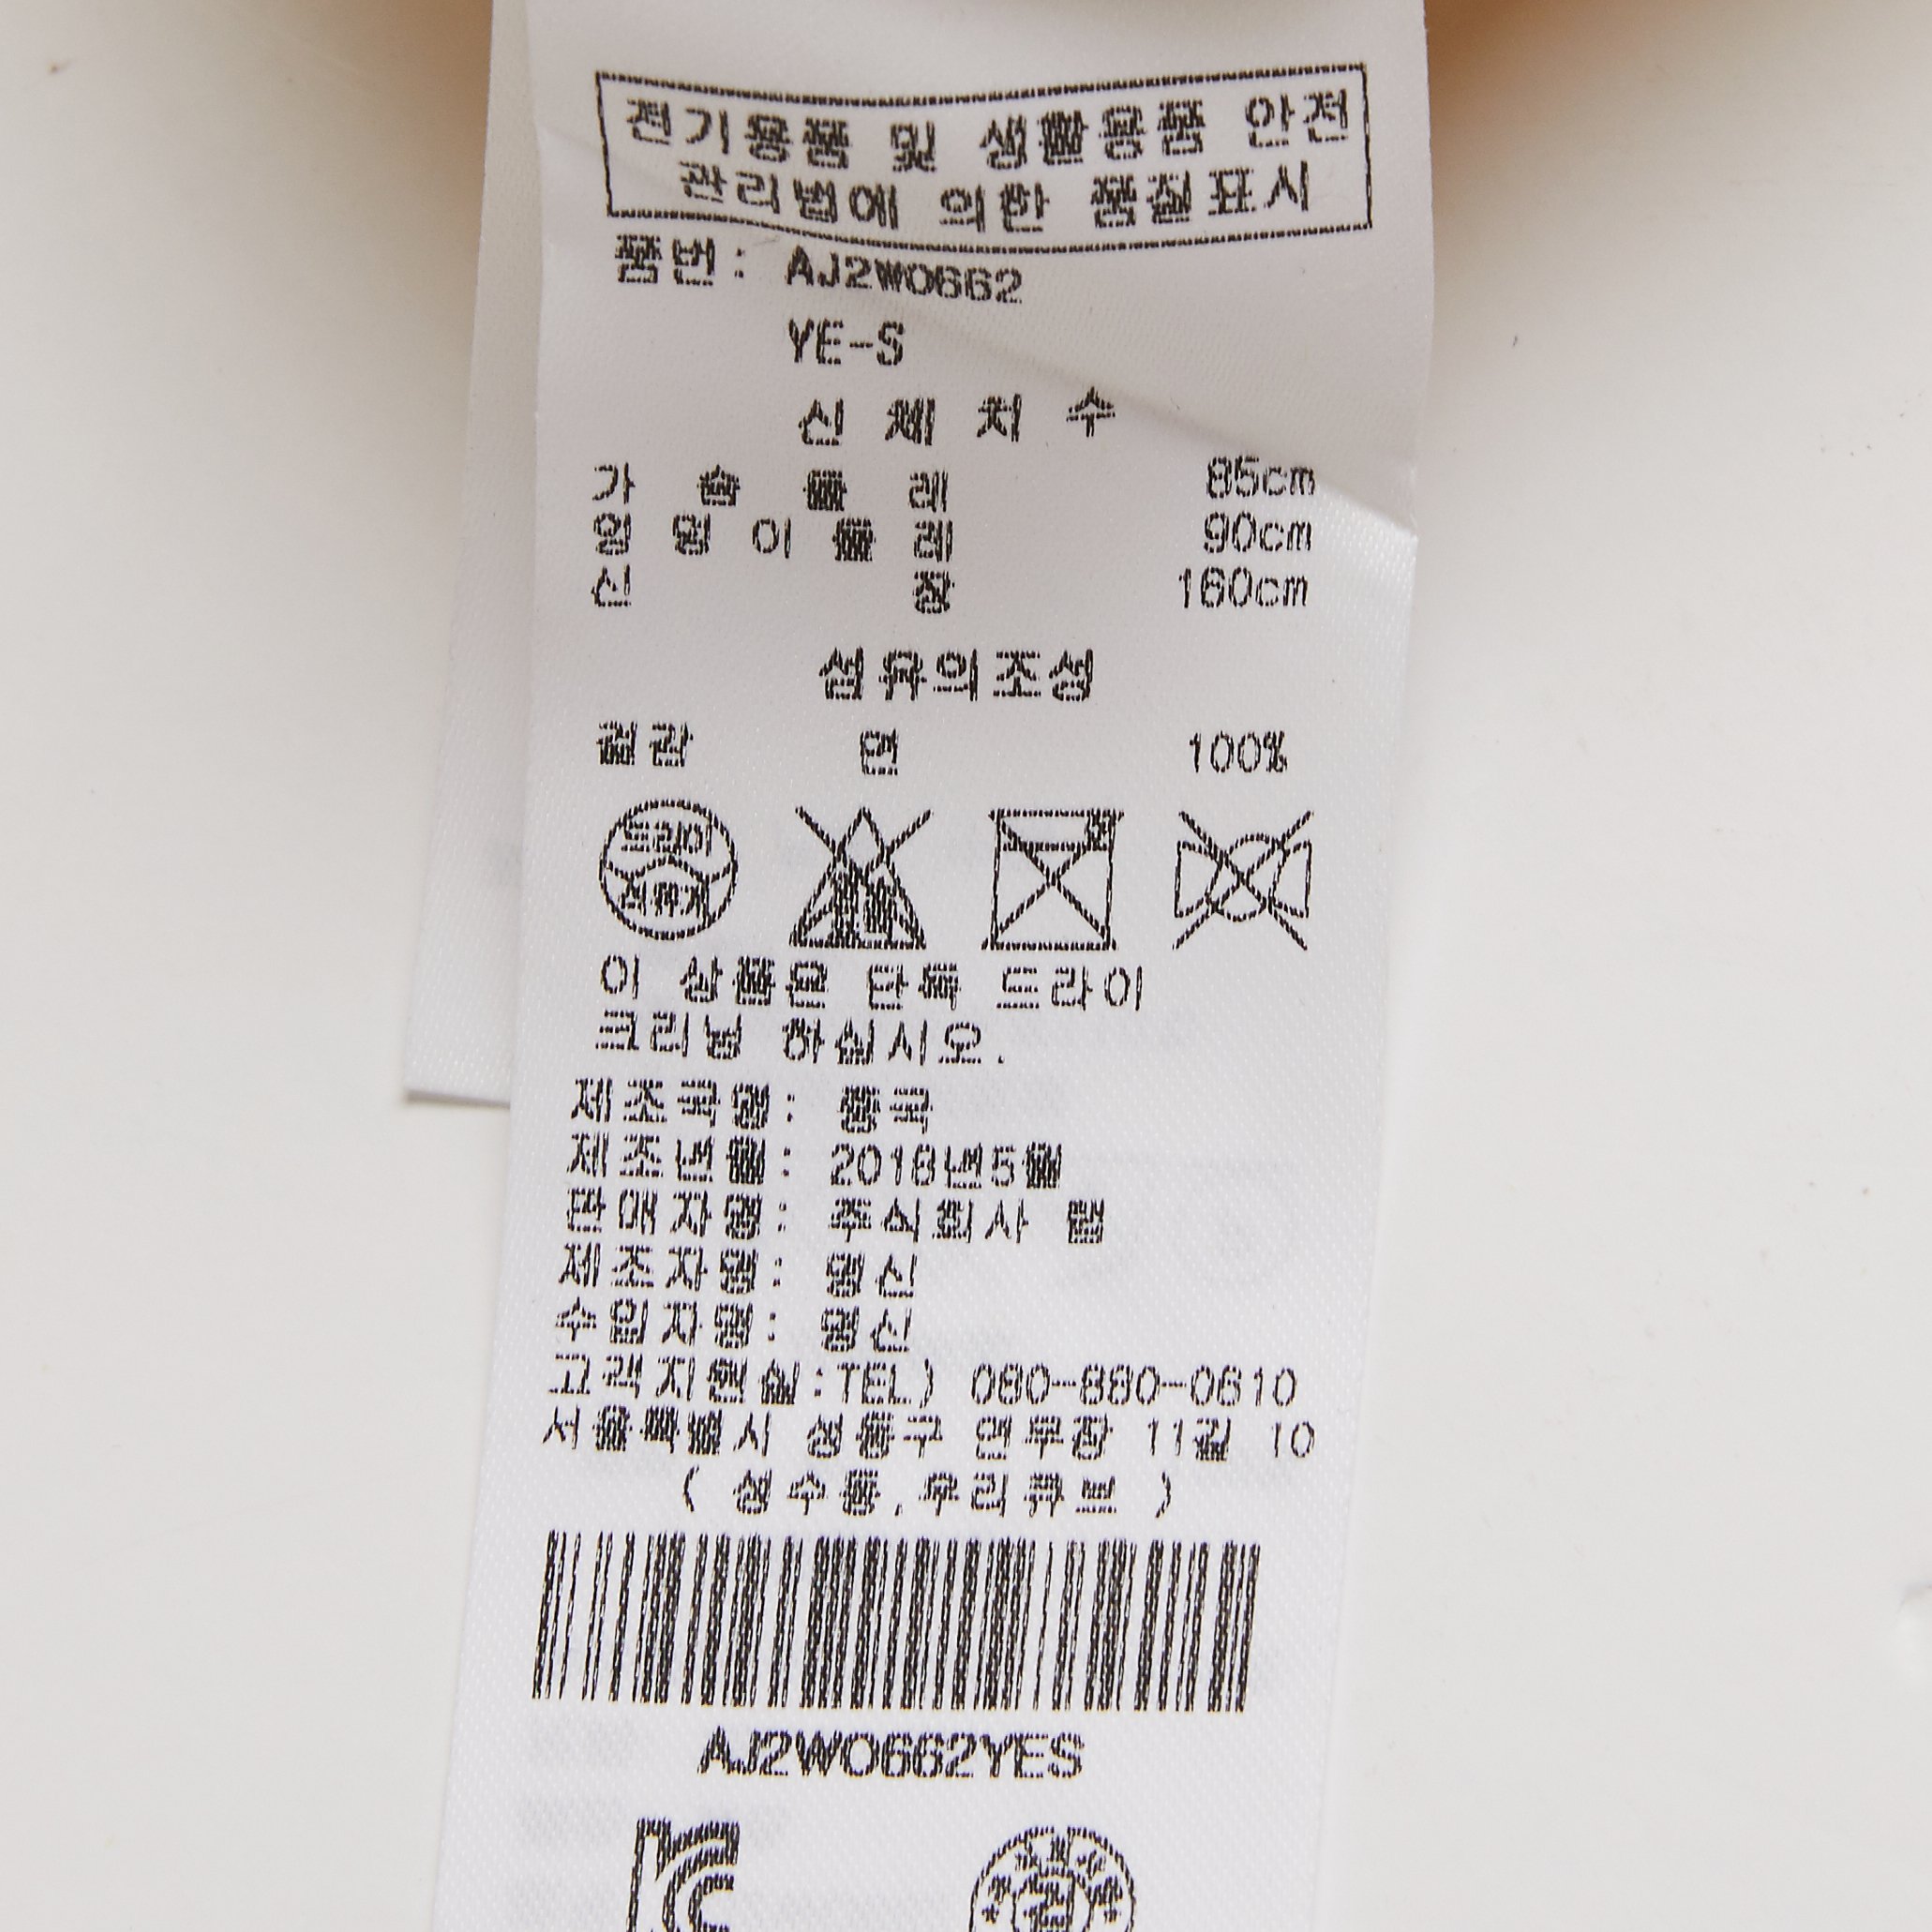 전기용품 및 생활용품 안전
관리법에 의한 품질표시
품번: AJ2WO662
YE-S
신 체 치 수
가 슴 둘 레 85cm
엉 덩 이 둘 레 90cm
신 장 160cm
섬유의조성
겉감 면 100%
드라이
석유계
이 상품은 단독 드라이
크리닝 하십시오.
제조국명: 중국
제조년월: 2018년5월
판매자명: 주식회사 랩
제조자명: 명신
수입자명: 명신
고객지원실:TEL) 080-880-0610
서울특별시 성동구 연무장 11길 10
( 성수동,우리큐브 )
AJ2WO662YES